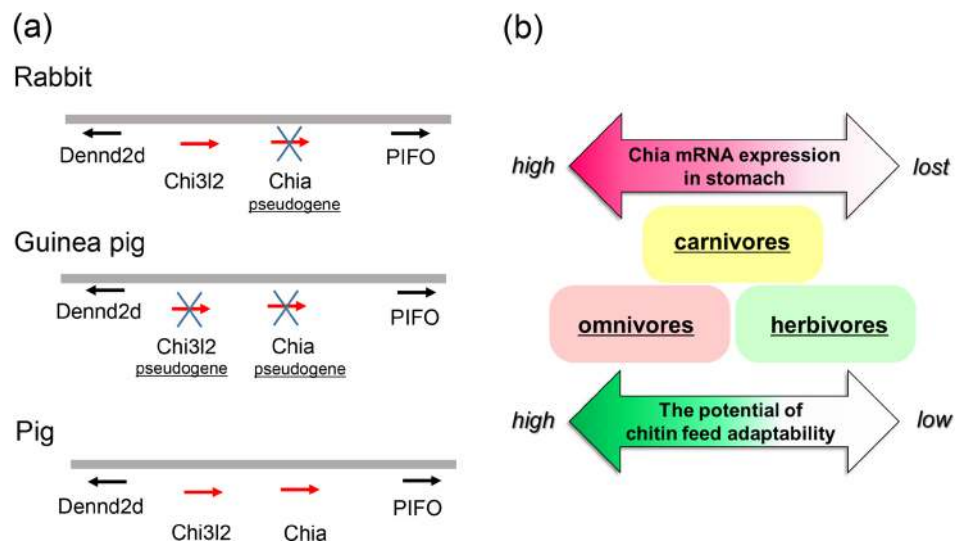 (a)
Rabbit
Dennd2d
Chi3l2
Chia
pseudogene
PIFO
Guinea pig
Dennd2d
Chi3l2
pseudogene
Chia
pseudogene
PIFO
Pig
Dennd2d
Chi3l2
Chia
PIFO
(b)
high
Chia mRNA expression
in stomach
lost
carnivores
omnivores
herbivores
high
The potential of
chitin feed adaptability
low